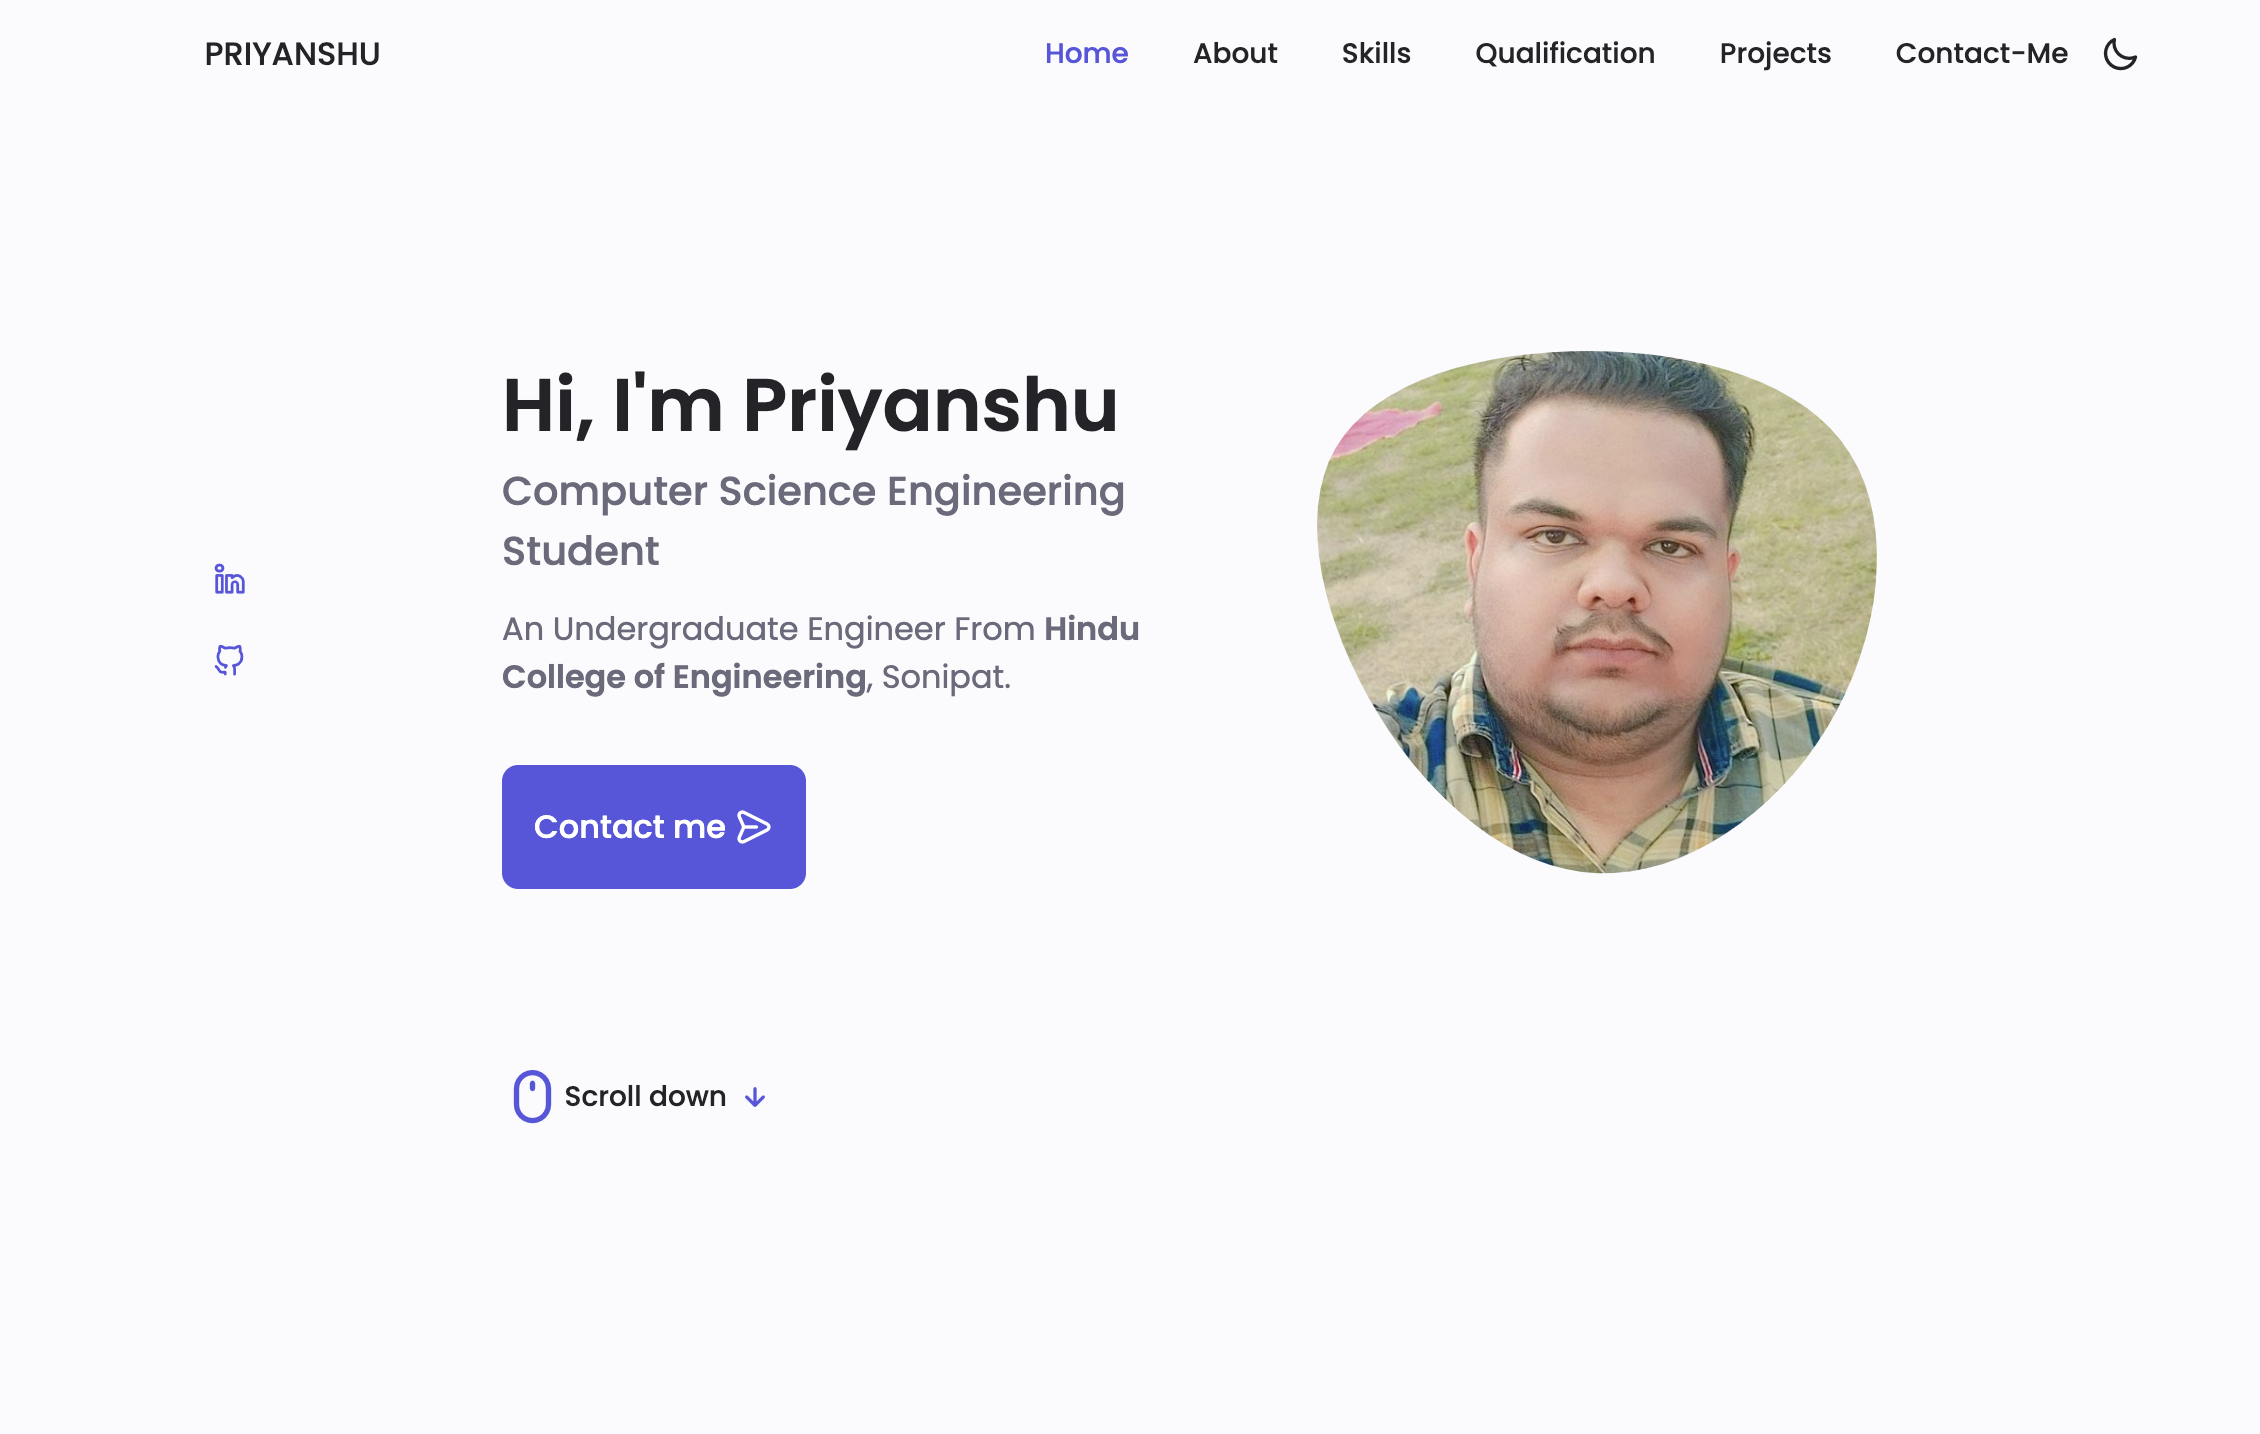 PRIYANSHU
Home
About
Skills
Qualification
Projects
Contact-Me
Hi, I'm Priyanshu
Computer Science Engineering
Student
An Undergraduate Engineer From Hindu
College of Engineering, Sonipat.
Contact me
Scroll down